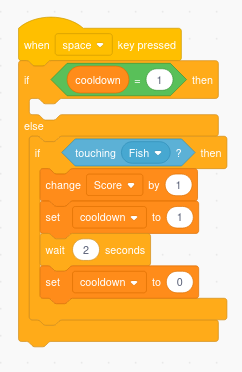 when space key pressed
if cooldown = 1 then
else
if touching Fish ? then
change Score by 1
set cooldown to 1
wait 2 seconds
set cooldown to 0